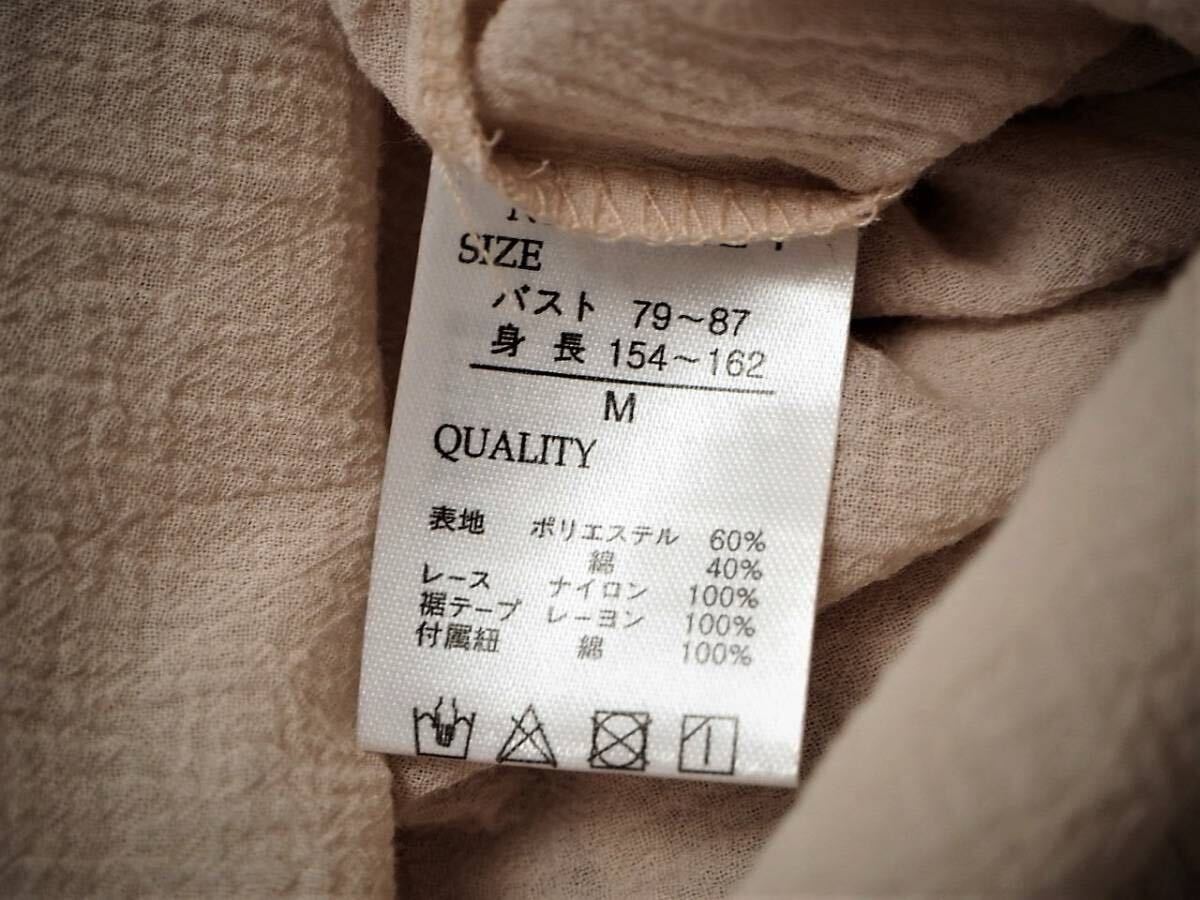 SIZE
バスト 79～87
身 長 154～162
M
QUALITY
表地 ポリエステル 60%
綿 40%
レース ナイロン 100%
裾テープ レーヨン 100%
付属紐 綿 100%